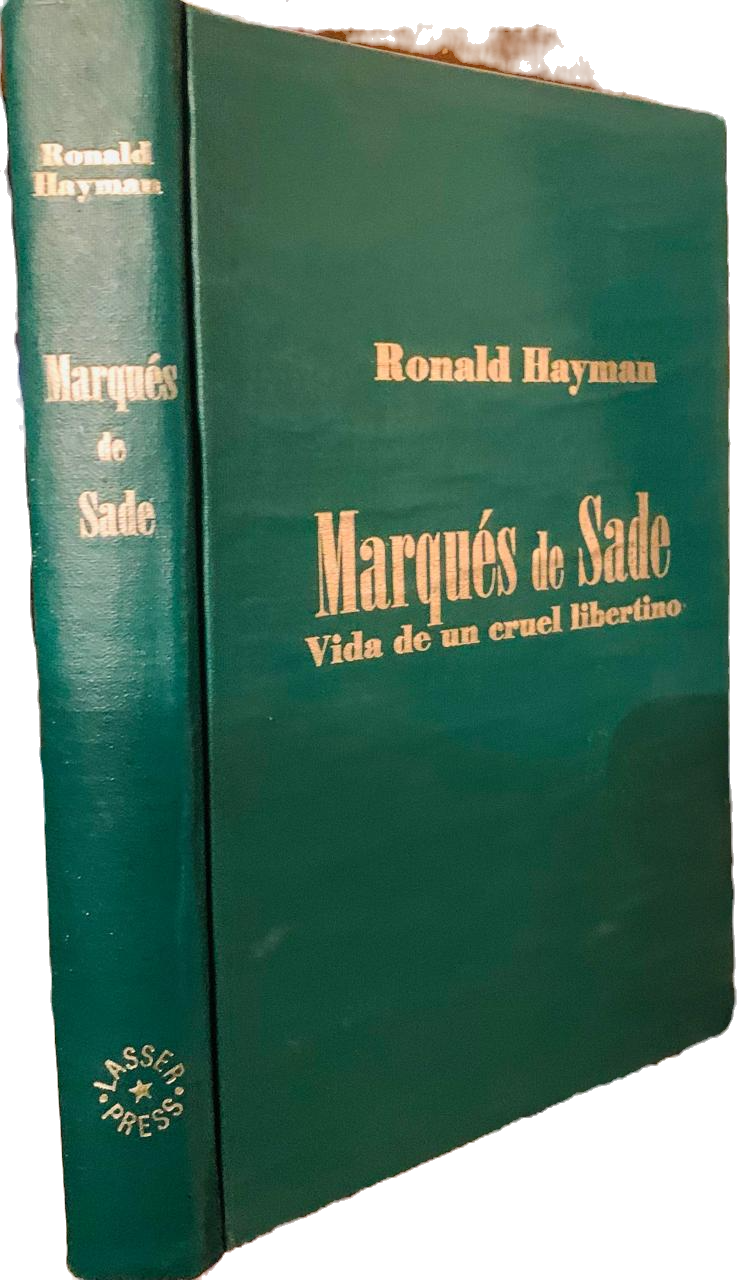 Ronald
Hayman
Marqués
de
Sade
LASSER
PRESS
Ronald Hayman
Marqués de Sade
Vida de un cruel libertino